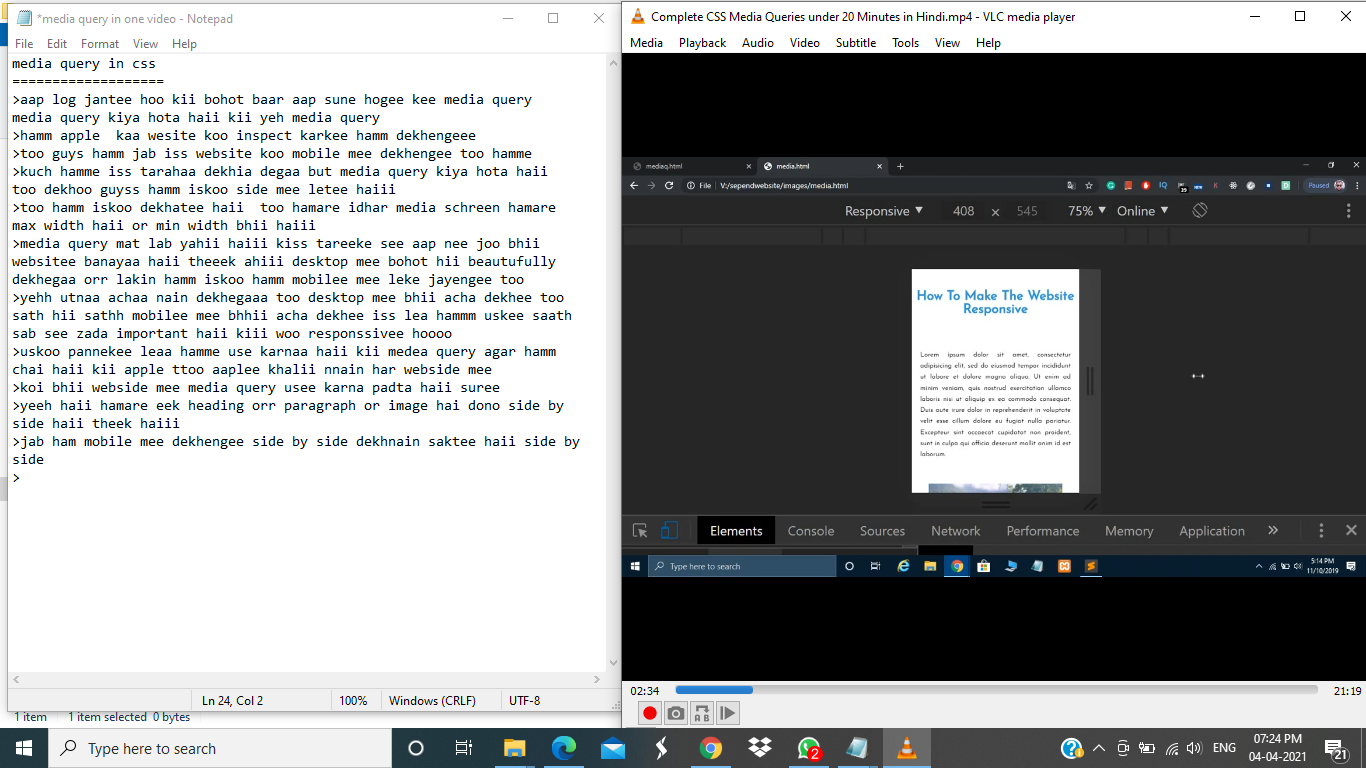 *media query in one video - Notepad
File Edit Format View Help
media query in css
===================
>aap log jantee hoo kii bohot baar aap sune hogee kee media query
media query kiya hota haii kii yeh media query
>hamm apple  kaa wesite koo inspect karkee hamm dekhengeee
>too guys hamm jab iss website koo mobile mee dekhengee too hamme
>kuch hamme iss tarahaa dekhia degaa but media query kiya hota haii
too dekhoo guyss hamm iskoo side mee letee haiii
>too hamm iskoo dekhatee haii  too hamare idhar media schreen hamare
max width haii or min width bhii haiii
>media query mat lab yahii haiii kiss tareeke see aap nee joo bhii
websitee banayaa haii theeek ahiii desktop mee bohot hii beautufully
dekhegaa orr lakin hamm iskoo hamm mobilee mee leke jayengee too
>yehh utnaa achaa nain dekhegaaa too desktop mee bhii acha dekhee too
sath hii sathh mobilee mee bhhii acha dekhee iss lea hammm uskee saath
sab see zada important haii kiii woo responssivee hoooo
>uskoo pannekee leaa hamme use karnaa haii kii medea query agar hamm
chai haii kii apple ttoo aaplee khalii nnain har webside mee
>koi bhii webside mee media query usee karna padta haii suree
>yeeh haii hamare eek heading orr paragraph or image hai dono side by
side haii theek haiii
>jab ham mobile mee dekhengee side by side dekhnain saktee haii side by
side
>
Ln 24, Col 2 100% Windows (CRLF) UTF-8
1 item 1 item selected 0 bytes
Complete CSS Media Queries under 20 Minutes in Hindi.mp4 - VLC media player
Media Playback Audio Video Subtitle Tools View Help
mediaq.html media.html
File V:/sependwebsite/images/media.html Paused
Responsive 408 x 545 75% Online
How To Make The Website
Responsive
Lorem ipsum dolor sit amet, consectetur
adipisicing elit, sed do eiusmod tempor incididunt
ut labore et dolore magna aliqua. Ut enim ad
minim veniam, quis nostrud exercitation ullamco
laboris nisi ut aliquip ex ea commodo consequat.
Duis aute irure dolor in reprehenderit in voluptate
velit esse cillum dolore eu fugiat nulla pariatur.
Excepteur sint occaecat cupidatat non proident,
sunt in culpa qui officia deserunt mollit anim id est
laborum.
Elements Console Sources Network Performance Memory Application
Type here to search
5:14 PM
11/10/2019
02:34 21:19
Type here to search
2
ENG
07:24 PM
04-04-2021
21